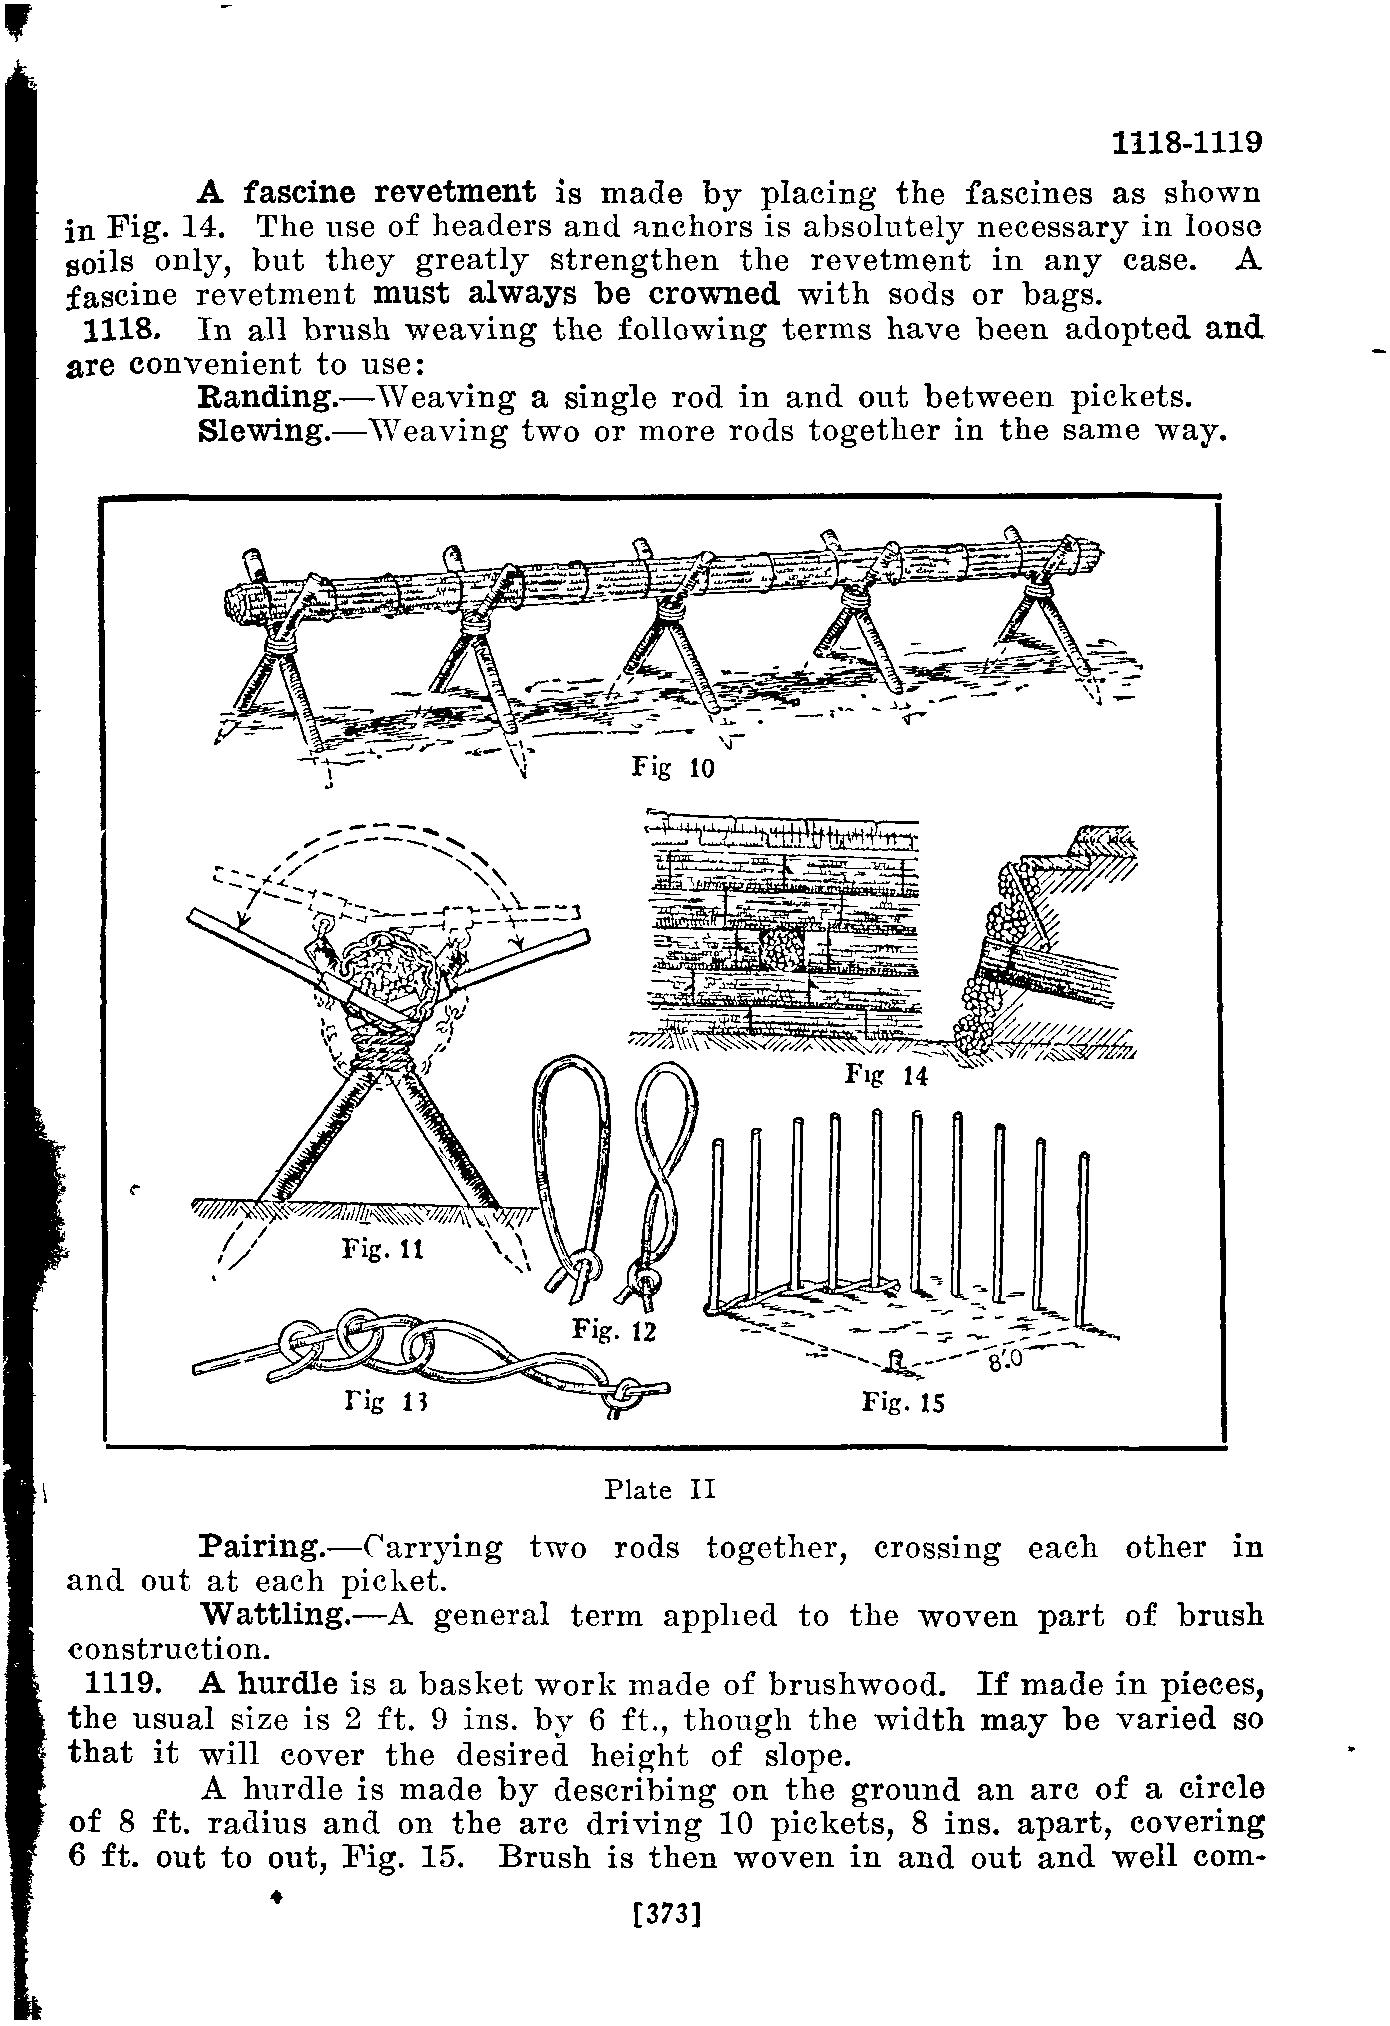 1118-1119
A fascine revetment is made by placing the fascines as shown
in Fig. 14. The use of headers and anchors is absolutely necessary in loose
soils only, but they greatly strengthen the revetment in any case. A
fascine revetment must always be crowned with sods or bags.
1118. In all brush weaving the following terms have been adopted and
are convenient to use:
Randing.—Weaving a single rod in and out between pickets.
Slewing.—Weaving two or more rods together in the same way.
Fig 10
Fig 14
Fig. 11
Fig. 12
8'.0
Fig 13
Fig. 15
Plate II
Pairing.—Carrying two rods together, crossing each other in
and out at each picket.
Wattling.—A general term applied to the woven part of brush
construction.
1119. A hurdle is a basket work made of brushwood. If made in pieces,
the usual size is 2 ft. 9 ins. by 6 ft., though the width may be varied so
that it will cover the desired height of slope.
A hurdle is made by describing on the ground an arc of a circle
of 8 ft. radius and on the arc driving 10 pickets, 8 ins. apart, covering
6 ft. out to out, Fig. 15. Brush is then woven in and out and well com-
[373]